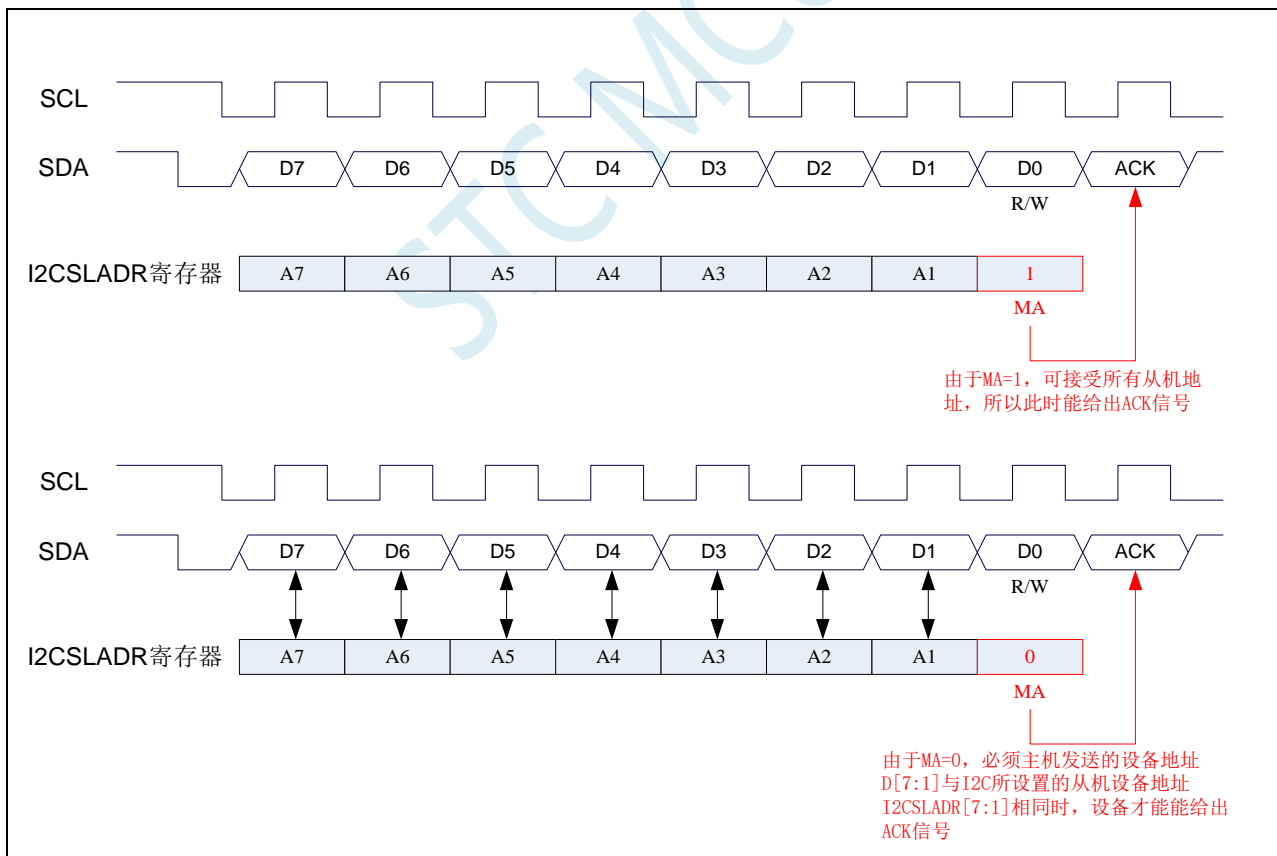 STC MC
SCL
SDA D7 D6 D5 D4 D3 D2 D1 D0 ACK
R/W
I2CSLADR寄存器 A7 A6 A5 A4 A3 A2 A1 1
MA
由于MA=1，可接受所有从机地
址，所以此时能给出ACK信号
SCL
SDA D7 D6 D5 D4 D3 D2 D1 D0 ACK
R/W
I2CSLADR寄存器 A7 A6 A5 A4 A3 A2 A1 0
MA
由于MA=0，必须主机发送的设备地址
D[7:1]与I2C所设置的从机设备地址
I2CSLADR[7:1]相同时，设备才能能给出
ACK信号